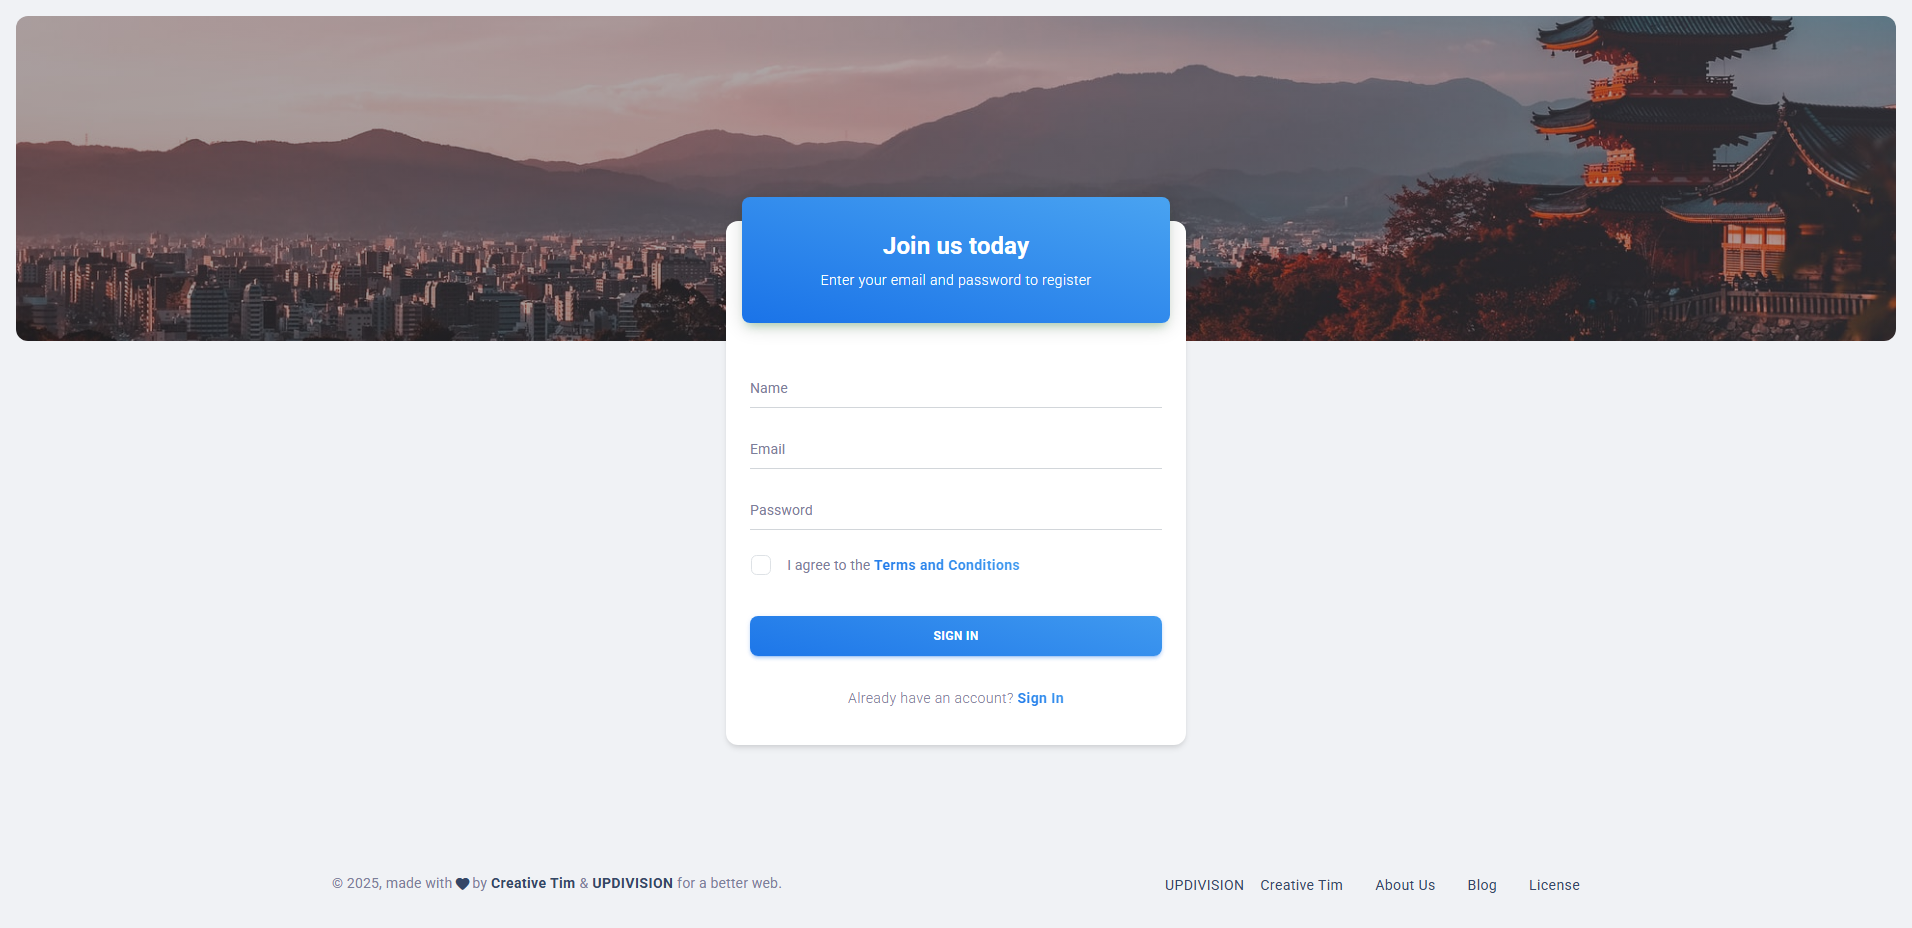 Join us today
Enter your email and password to register
Name
Email
Password
I agree to the Terms and Conditions
SIGN IN
Already have an account? Sign In
© 2025, made with by Creative Tim & UPDIVISION for a better web.
UPDIVISION Creative Tim About Us Blog License